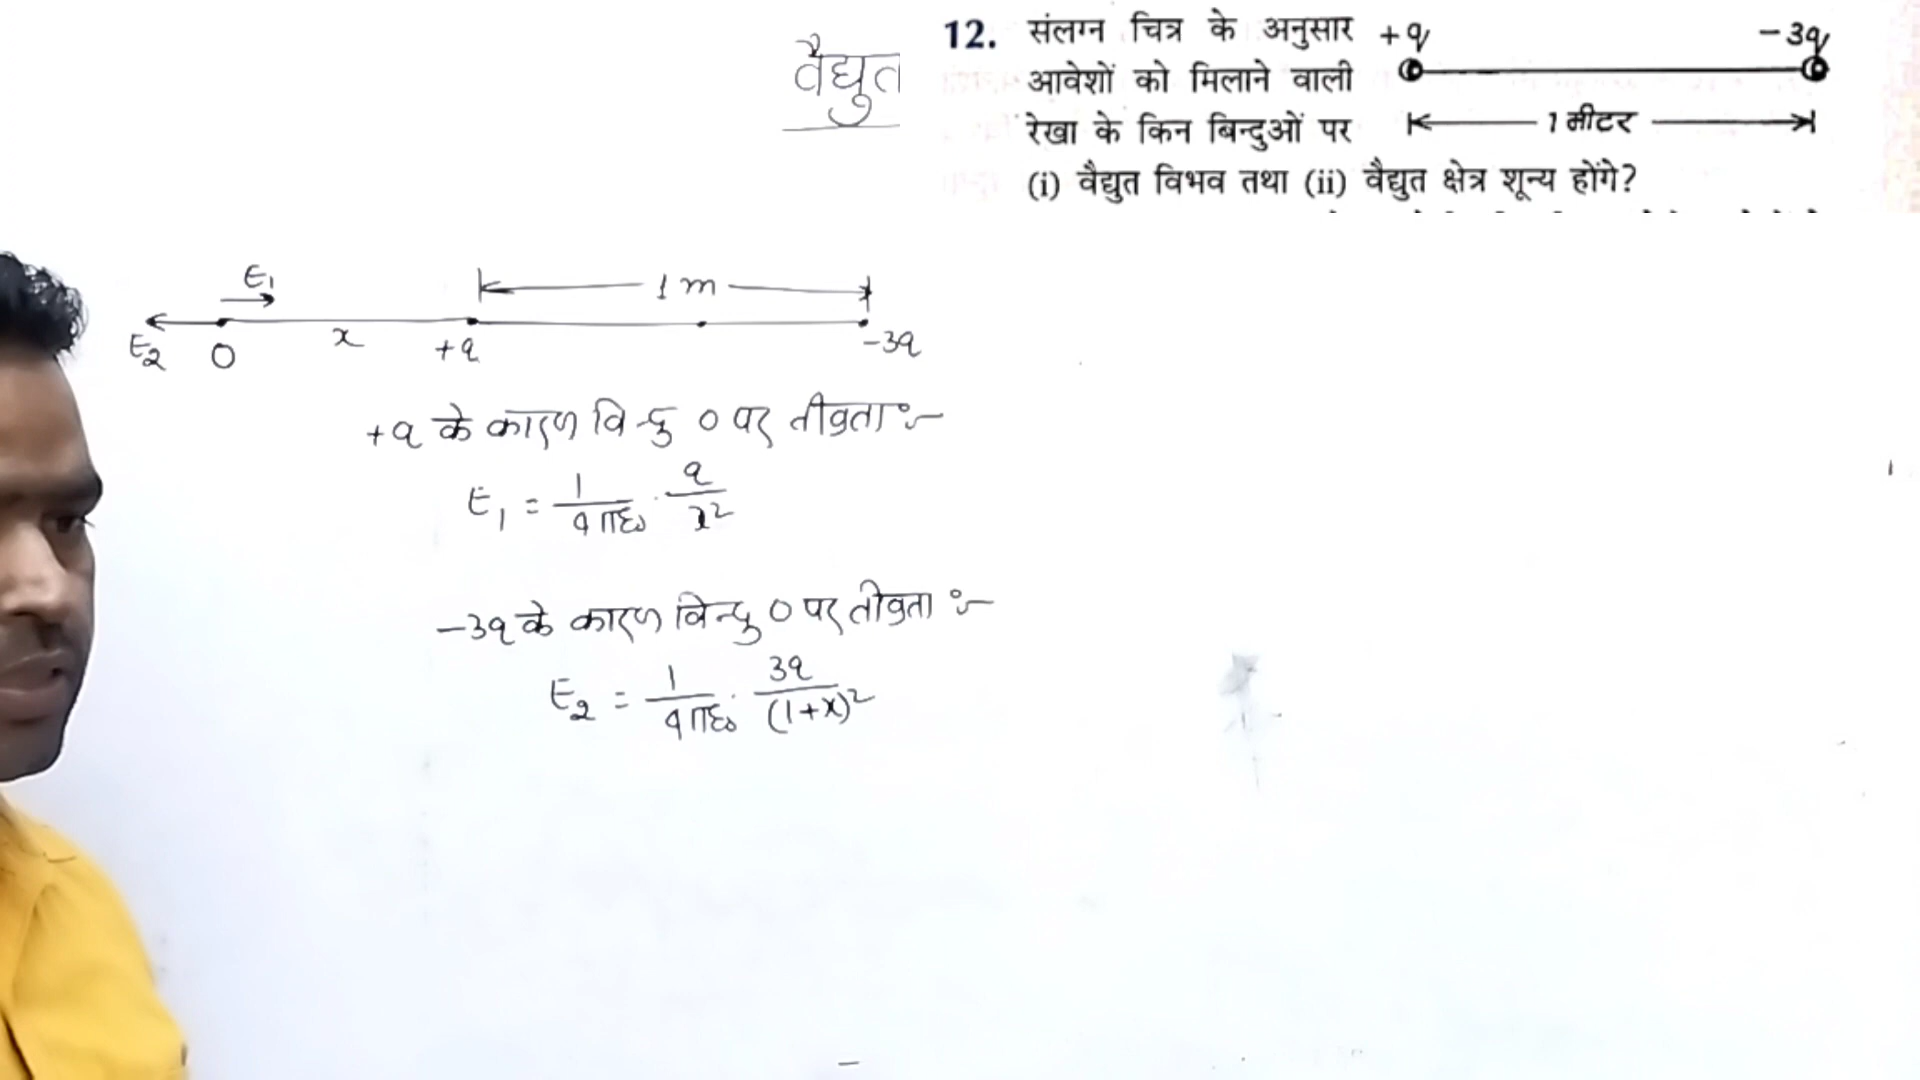 वैद्युत
12. संलग्न चित्र के अनुसार
आवेशों को मिलाने वाली
रेखा के किन बिन्दुओं पर
(i) वैद्युत विभव तथा (ii) वैद्युत क्षेत्र शून्य होंगे?
+q -3q
1 मीटर
E₁ 1 m
E₂ O x +q -3q
+q के कारण विन्दु O पर तीव्रता :-
E₁ = 1/4πε₀ . q/x²
-3q के कारण विन्दु O पर तीव्रता :-
E₂ = 1/4πε₀ . 3q/(1+x)²